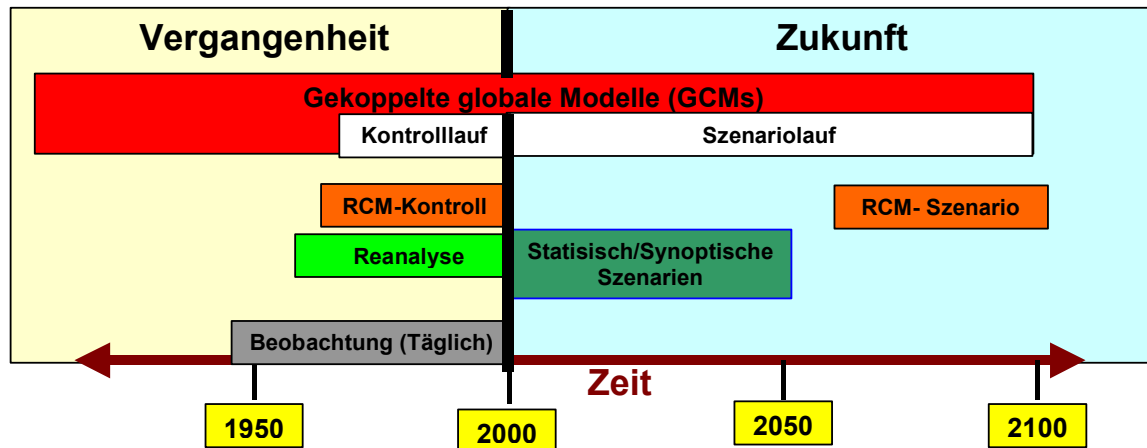 Vergangenheit
Zukunft
Gekoppelte globale Modelle (GCMs)
Kontrolllauf
Szenariolauf
RCM-Kontroll
RCM- Szenario
Reanalyse
Statisisch/Synoptische
Szenarien
Beobachtung (Täglich)
Zeit
1950
2000
2050
2100